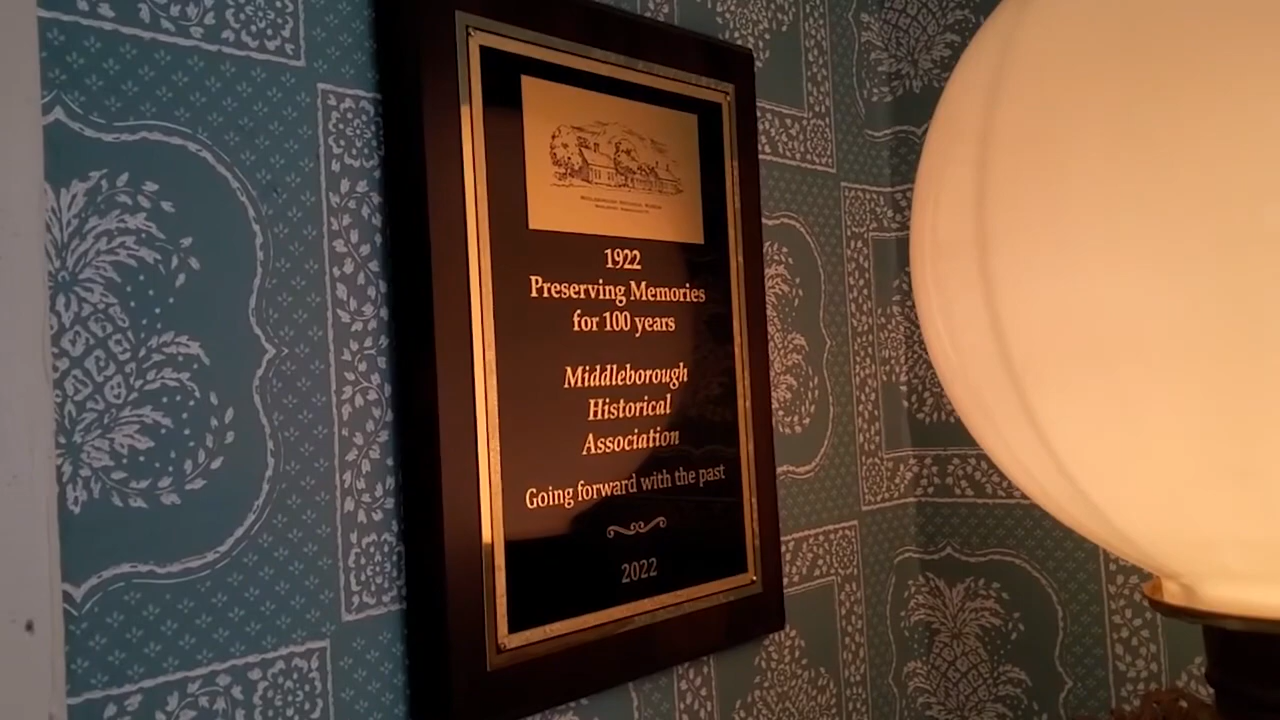 1922
Preserving Memories
for 100 years
Middleborough
Historical
Association
Going forward with the past
2022